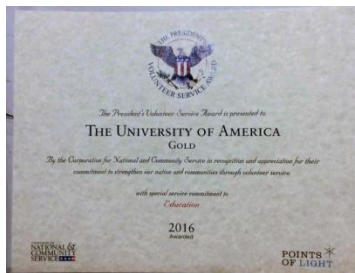 THE PRESIDENT'S
VOLUNTEER SERVICE AWARD
The President's Volunteer Service Award is presented to
THE UNIVERSITY OF AMERICA
GOLD
By the Corporation for National and Community Service in recognition and appreciation for their
commitment to strengthen our nation and communities through volunteer service
with special service commitment to
Education
2016
Awarded
NATIONAL &
COMMUNITY
SERVICE
POINTS
OF LIGHT